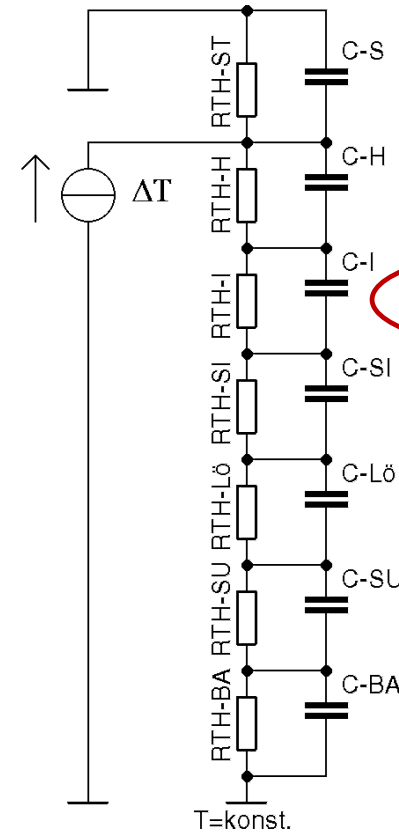 C-S
RTH-ST
C-H
RTH-H
ΔT
C-I
RTH-I
C-SI
RTH-SI
C-Lö
RTH-Lö
C-SU
RTH-SU
C-BA
RTH-BA
T=konst.